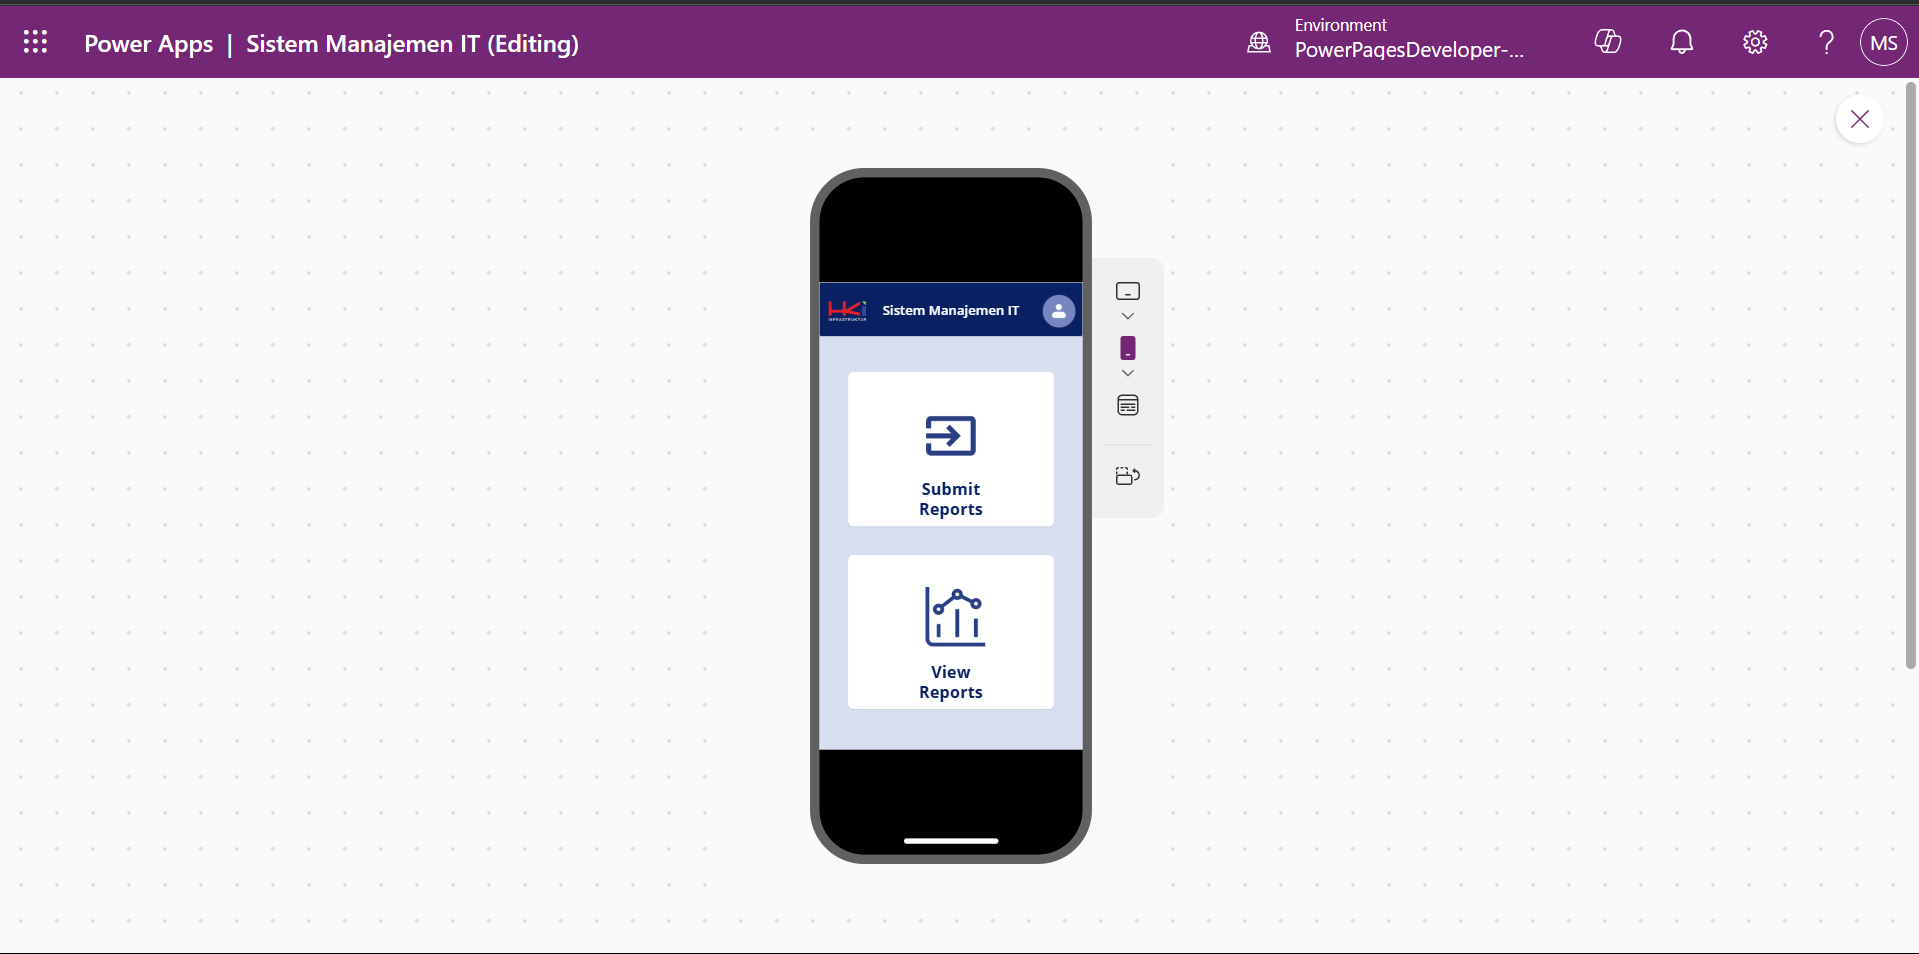 Power Apps | Sistem Manajemen IT (Editing)
Environment
PowerPagesDeveloper-...
MS
HKi
INFRASTRUKTUR
Sistem Manajemen IT
Submit
Reports
View
Reports